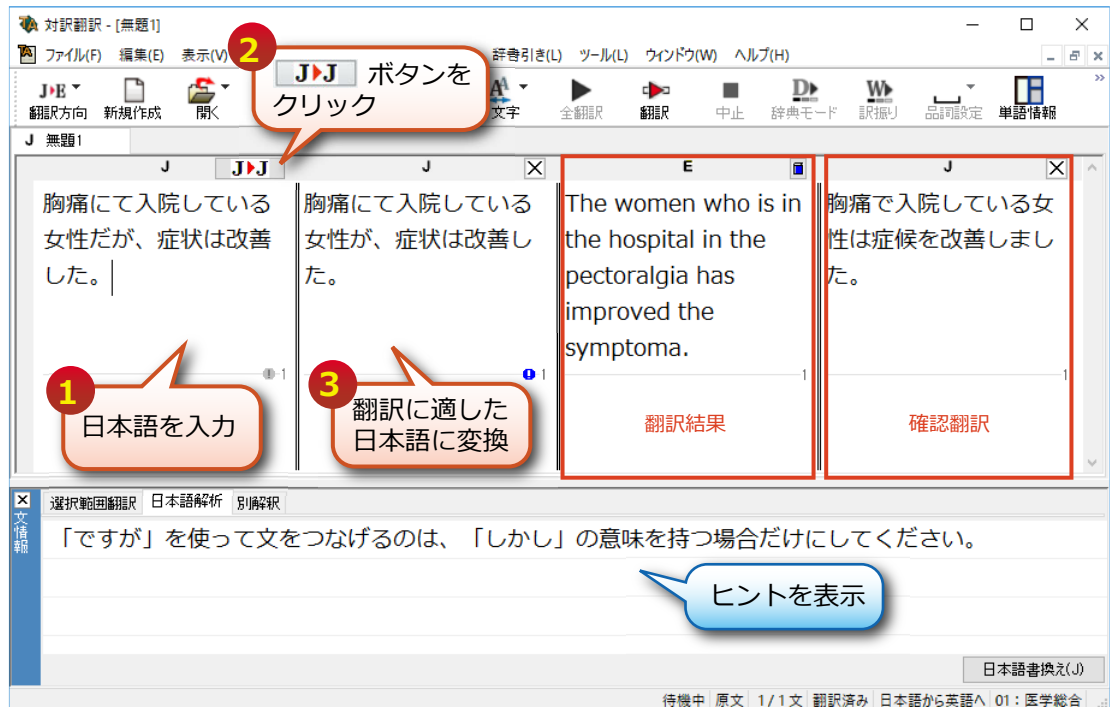 対訳翻訳 - [無題1]
ファイル(F) 編集(E) 表示(V) 辞書引き(L) ツール(L) ウィンドウ(W) ヘルプ(H)
2
J▶J ボタンを
クリック
J▶E
翻訳方向 新規作成 開く 文字 全翻訳 翻訳 中止 辞典モード 訳振り 品詞設定 単語情報
J 無題1
J J▶J J E J
胸痛にて入院している
女性だが、症状は改善
した。
1
胸痛にて入院している
女性が、症状は改善し
た。
1
The women who is in
the hospital in the
pectoralgia has
improved the
symptoma.
1
胸痛で入院している女
性は症候を改善しまし
た。
1
1
日本語を入力
3
翻訳に適した
日本語に変換
翻訳結果
確認翻訳
文情報
選択範囲翻訳 日本語解析 別解釈
「ですが」を使って文をつなげるのは、「しかし」の意味を持つ場合だけにしてください。
ヒントを表示
日本語書換え(J)
待機中 原文 1/1文 翻訳済み 日本語から英語へ 01：医学総合